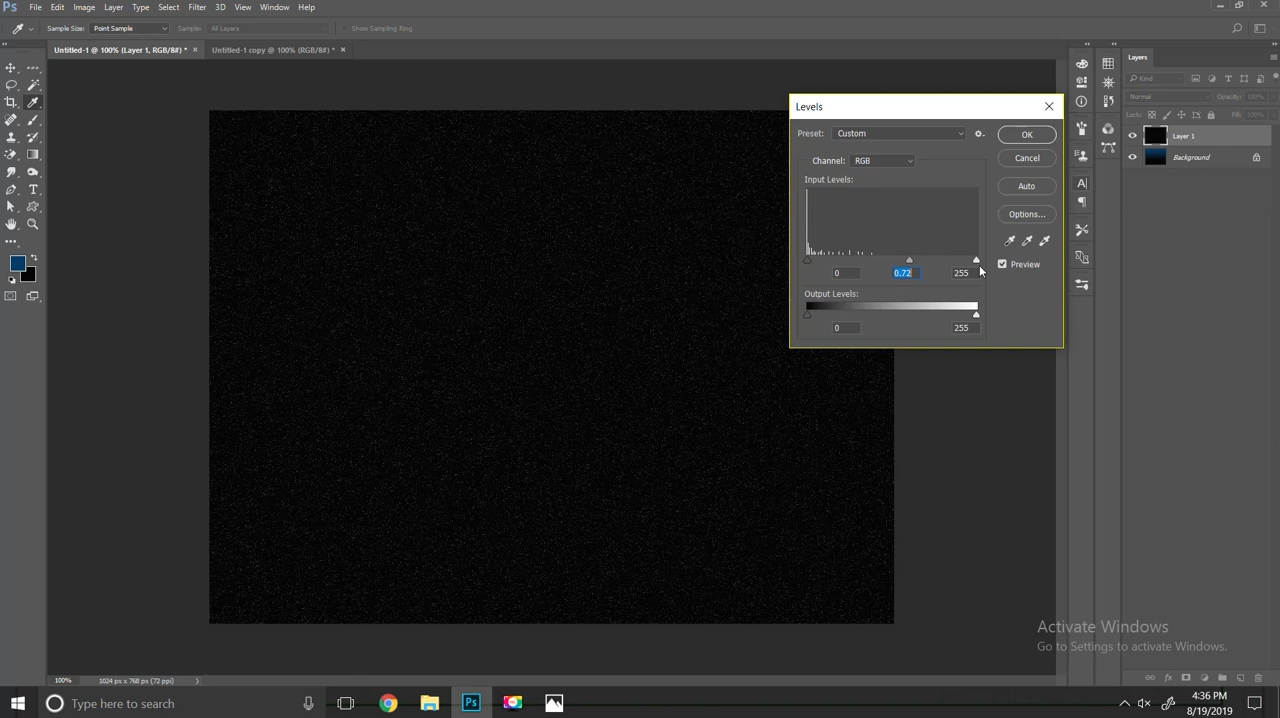 Ps File Edit Image Layer Type Select Filter 3D View Window Help
Sample Size: Point Sample Sample: All Layers Show Sampling Ring
Untitled-1 @ 100% (Layer 1, RGB/8#) * × Untitled-1 copy @ 100% (RGB/8#) * ×
Layers
Kind
Normal Opacity: 100%
Lock: Fill: 100%
Layer 1
Background
Levels
Preset: Custom
OK
Channel: RGB
Cancel
Input Levels:
Auto
Options...
Preview
0 0.72 255
Output Levels:
0 255
T
A
Activate Windows
Go to Settings to activate Windows.
100% 1024 px x 768 px (72 ppi)
fx
Type here to search
Ps
4:36 PM
8/19/2019